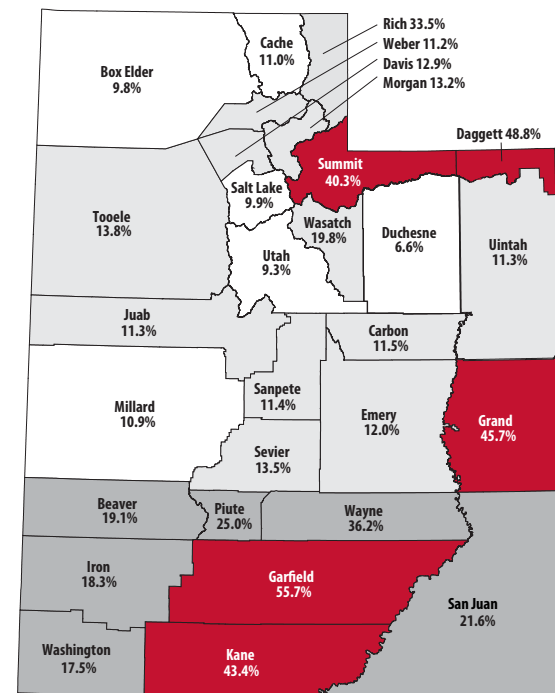 Rich 33.5%
Weber 11.2%
Davis 12.9%
Morgan 13.2%
Cache
11.0%
Box Elder
9.8%
Daggett 48.8%
Summit
40.3%
Salt Lake
9.9%
Tooele
13.8%
Wasatch
19.8%
Duchesne
6.6%
Uintah
11.3%
Utah
9.3%
Juab
11.3%
Carbon
11.5%
Sanpete
11.4%
Millard
10.9%
Emery
12.0%
Grand
45.7%
Sevier
13.5%
Beaver
19.1%
Piute
25.0%
Wayne
36.2%
Iron
18.3%
Garfield
55.7%
San Juan
21.6%
Washington
17.5%
Kane
43.4%